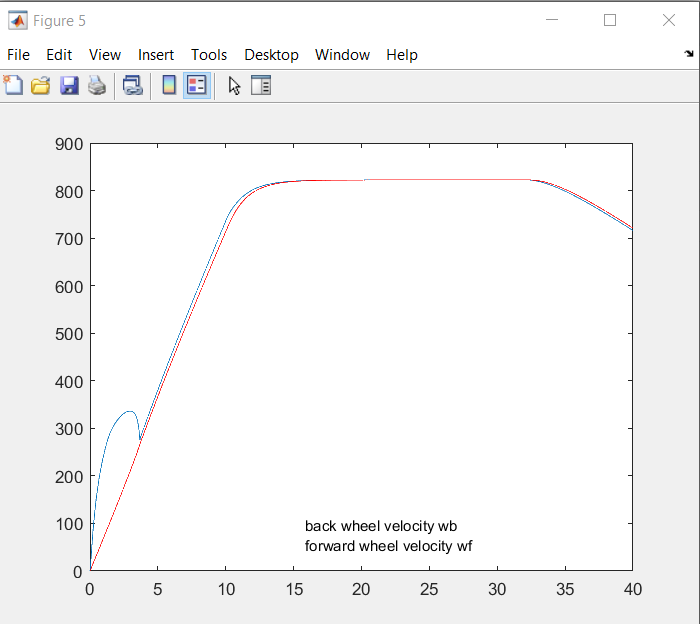 Figure 5
File Edit View Insert Tools Desktop Window Help
900
800
700
600
500
400
300
200
100
0
back wheel velocity wb
forward wheel velocity wf
0 5 10 15 20 25 30 35 40